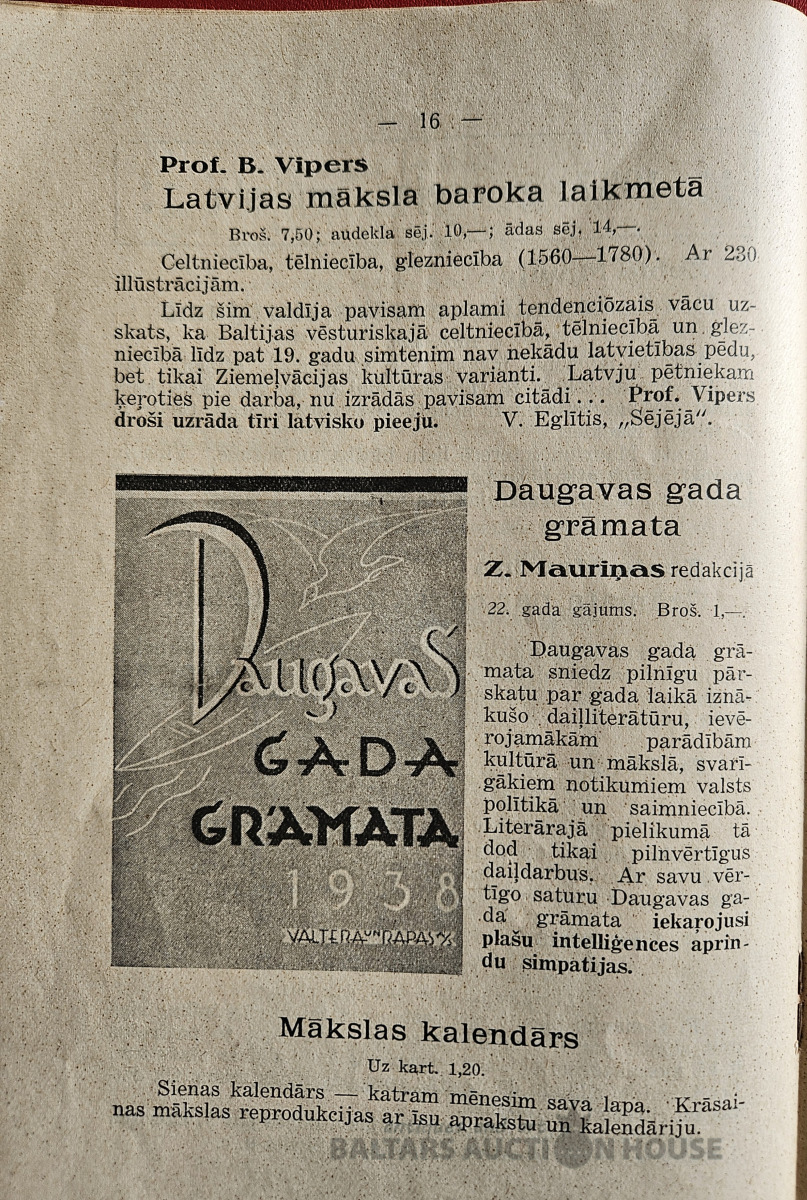 — 16 —
Prof. B. Vipers
Latvijas māksla baroka laikmetā
Broš. 7,50; audekla sēj. 10,—; ādas sēj. 14,—.
Celtniecība, tēlniecība, glezniecība (1560—1780). Ar 230
illūstrācijām.
Līdz šim valdīja pavisam aplami tendenciōzais vācu uz-
skats, ka Baltijas vēsturiskajā celtniecībā, tēlniecībā un glez-
niecībā līdz pat 19. gadu simtenim nav nekādu latvietības pēdu,
bet tikai Ziemeļvācijas kultūras varianti. Latvju pētniekam
ķeŗoties pie darba, nu izrādās pavisam citādi... Prof. Vipers
droši uzrāda tīri latvisko pieeju. V. Eglītis, „Sējējā“.
Daugavas
GADA
GRĀMATA
1938
VALTERA UN RAPAS A/S
Daugavas gada
grāmata
Z. Mauriņas redakcijā
22. gada gājums. Broš. 1,—.
Daugavas gada grā-
mata sniedz pilnīgu pār-
skatu par gada laikā iznā-
kušo daiļliterātūru, ievē-
rojamākām parādībām
kultūrā un mākslā, svarī-
gākiem notikumiem valsts
polītikā un saimniecībā.
Literārajā pielikumā tā
dod tikai pilnvērtīgus
daiļdarbus. Ar savu vēr-
tīgo saturu Daugavas ga-
da grāmata iekaŗojusi
plašu intelliģences aprin-
du simpatijas.
Mākslas kalendārs
Uz kart. 1,20.
Sienas kalendārs — katram mēnesim sava lapa. Krāsai-
nas mākslas reprodukcijas ar īsu aprakstu un kalendāriju.
BALTARS AUCTION HOUSE